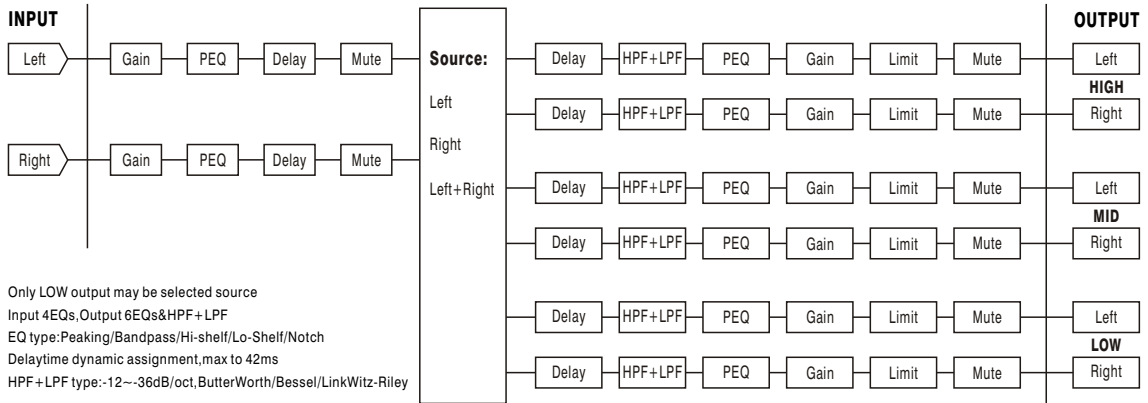 INPUT
OUTPUT
Left Gain PEQ Delay Mute Source: Delay HPF+LPF PEQ Gain Limit Mute Left
HIGH
Left Delay HPF+LPF PEQ Gain Limit Mute Right
Right Gain PEQ Delay Mute Right
Left+Right Delay HPF+LPF PEQ Gain Limit Mute Left
MID
Delay HPF+LPF PEQ Gain Limit Mute Right
Only LOW output may be selected source
Input 4EQs,Output 6EQs&HPF+LPF
Delay HPF+LPF PEQ Gain Limit Mute Left
EQ type:Peaking/Bandpass/Hi-shelf/Lo-Shelf/Notch
LOW
Delaytime dynamic assignment,max to 42ms
Delay HPF+LPF PEQ Gain Limit Mute Right
HPF+LPF type:-12~-36dB/oct,ButterWorth/Bessel/LinkWitz-Riley